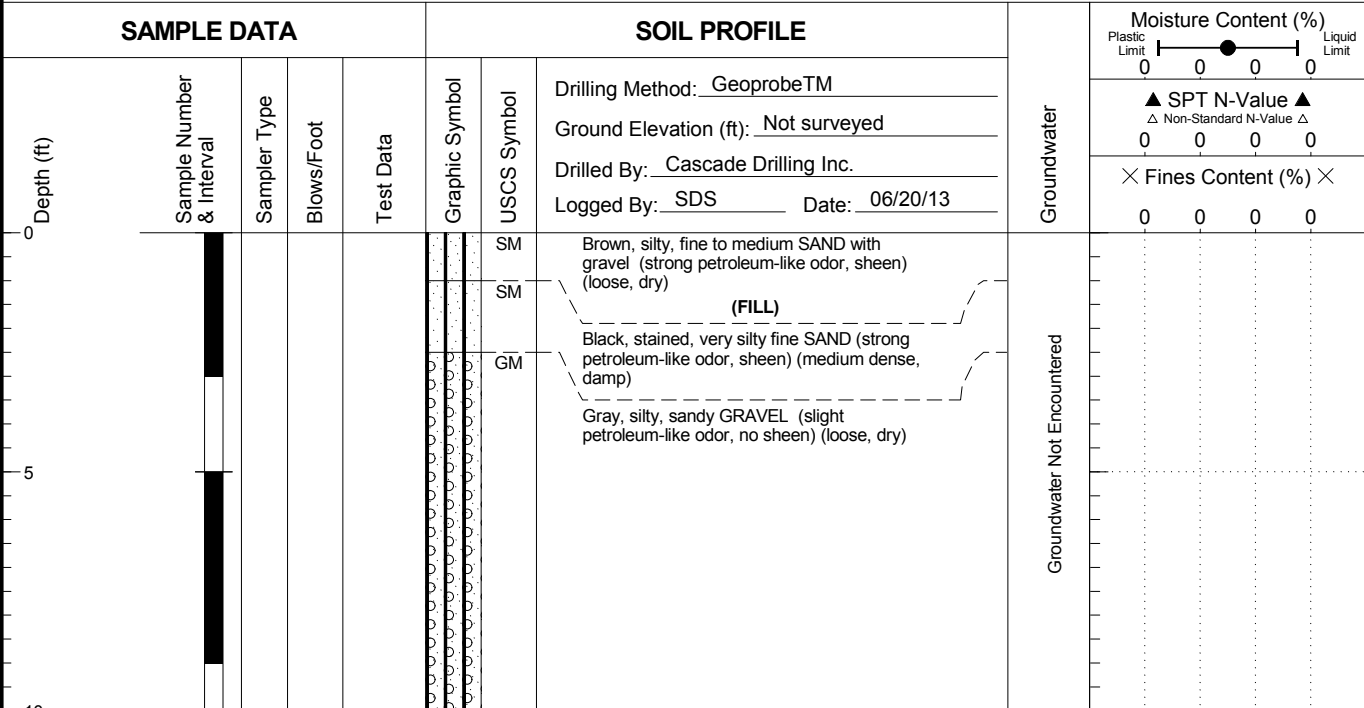 SAMPLE DATA
SOIL PROFILE
Depth (ft)
Sample Number
& Interval
Sampler Type
Blows/Foot
Test Data
Graphic Symbol
USCS Symbol
Drilling Method: GeoprobeTM
Ground Elevation (ft): Not surveyed
Drilled By: Cascade Drilling Inc.
Logged By: SDS Date: 06/20/13
Groundwater
Moisture Content (%)
Plastic
Limit
Liquid
Limit
0 0 0 0
▲ SPT N-Value ▲
△ Non-Standard N-Value △
0 0 0 0
× Fines Content (%) ×
0 0 0 0
0
SM
Brown, silty, fine to medium SAND with
gravel (strong petroleum-like odor, sheen)
(loose, dry)
(FILL)
SM
Black, stained, very silty fine SAND (strong
petroleum-like odor, sheen) (medium dense,
damp)
GM
Gray, silty, sandy GRAVEL (slight
petroleum-like odor, no sheen) (loose, dry)
5
Groundwater Not Encountered